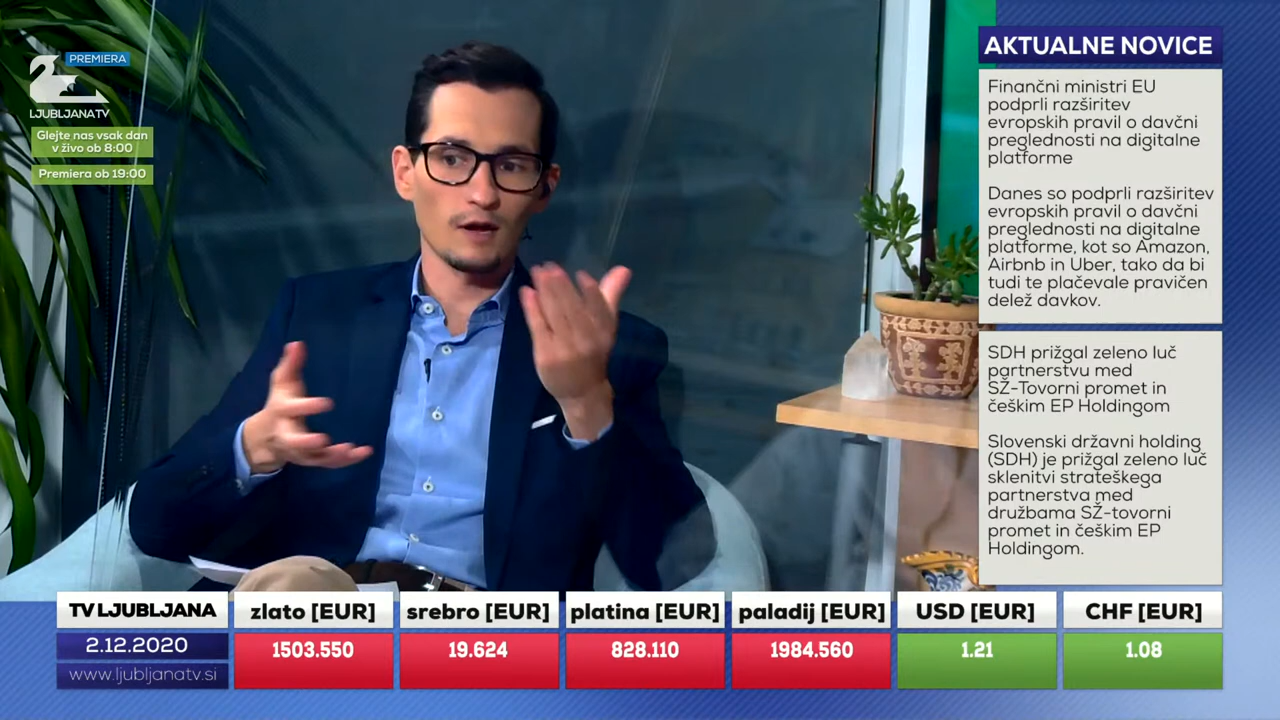 PREMIERA
LJUBLJANATV
Glejte nas vsak dan
v živo ob 8:00
Premiera ob 19:00
AKTUALNE NOVICE
Finančni ministri EU
podprli razširitev
evropskih pravil o davčni
preglednosti na digitalne
platforme
Danes so podprli razširitev
evropskih pravil o davčni
preglednosti na digitalne
platforme, kot so Amazon,
Airbnb in Uber, tako da bi
tudi te plačevale pravičen
delež davkov.
SDH prižgal zeleno luč
partnerstvu med
SŽ-Tovorni promet in
češkim EP Holdingom
Slovenski državni holding
(SDH) je prižgal zeleno luč
sklenitvi strateškega
partnerstva med
družbama SŽ-tovorni
promet in češkim EP
Holdingom.
TV LJUBLJANA
2.12.2020
www.ljubljanatv.si
zlato [EUR]
1503.550
srebro [EUR]
19.624
platina [EUR]
828.110
paladij [EUR]
1984.560
USD [EUR]
1.21
CHF [EUR]
1.08